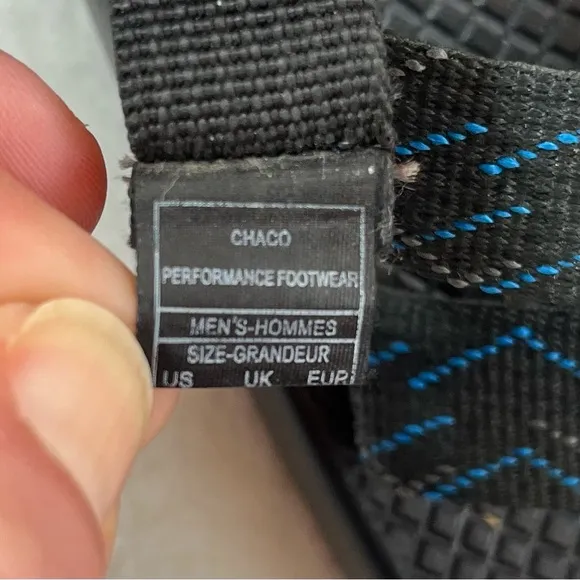 CHACO
PERFORMANCE FOOTWEAR
MEN'S-HOMMES
SIZE-GRANDEUR
US UK EUR